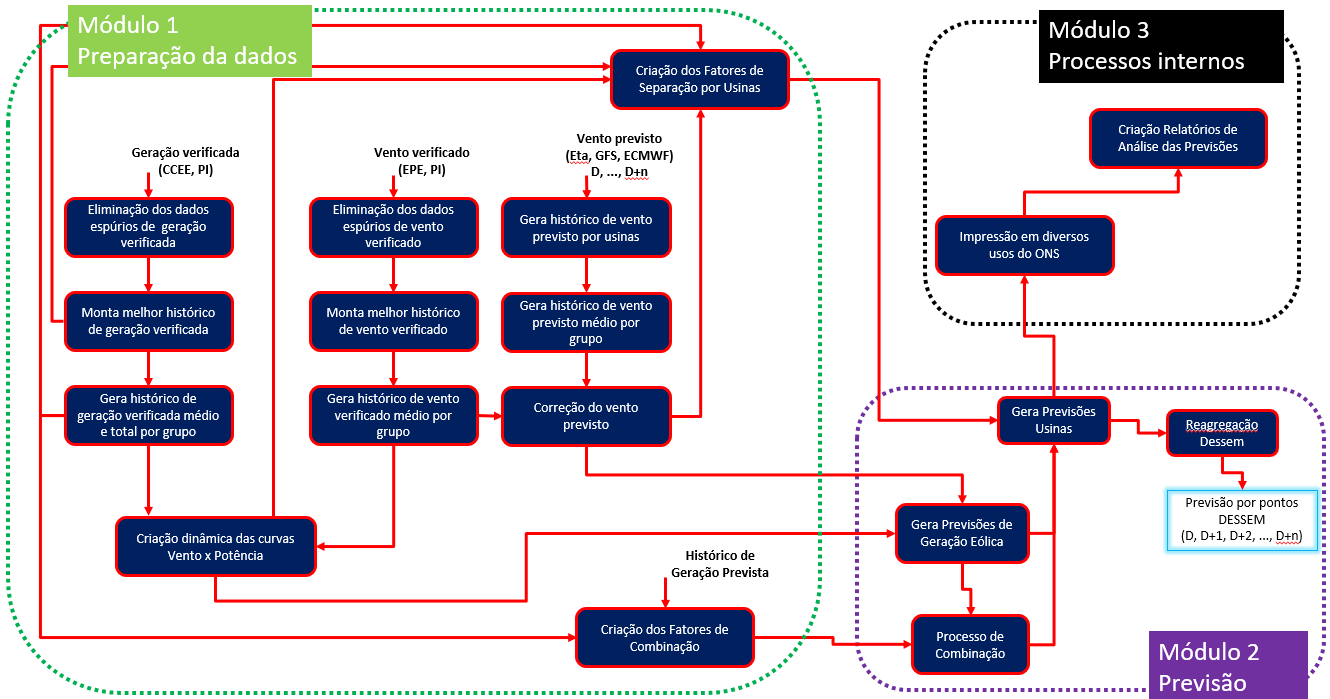 Módulo 1
Preparação da dados
Módulo 3
Processos internos
Criação dos Fatores de
Separação por Usinas
Criação Relatórios de
Análise das Previsões
Geração verificada
(CCEE, PI)
Vento verificado
(EPE, PI)
Vento previsto
(Eta, GFS, ECMWF)
D, ..., D+n
Eliminação dos dados
espúrios de geração
verificada
Eliminação dos dados
espúrios de vento
verificado
Gera histórico de vento
previsto por usinas
Impressão em diversos
usos do ONS
Monta melhor histórico
de geração verificada
Monta melhor histórico
de vento verificado
Gera histórico de vento
previsto médio por
grupo
Gera histórico de
geração verificada médio
e total por grupo
Gera histórico de vento
verificado médio por
grupo
Correção do vento
previsto
Gera Previsões
Usinas
Reagregação
Dessem
Previsão por pontos
DESSEM
(D, D+1, D+2, ..., D+n)
Criação dinâmica das curvas
Vento x Potência
Gera Previsões de
Geração Eólica
Histórico de
Geração Prevista
Criação dos Fatores de
Combinação
Processo de
Combinação
Módulo 2
Previsão